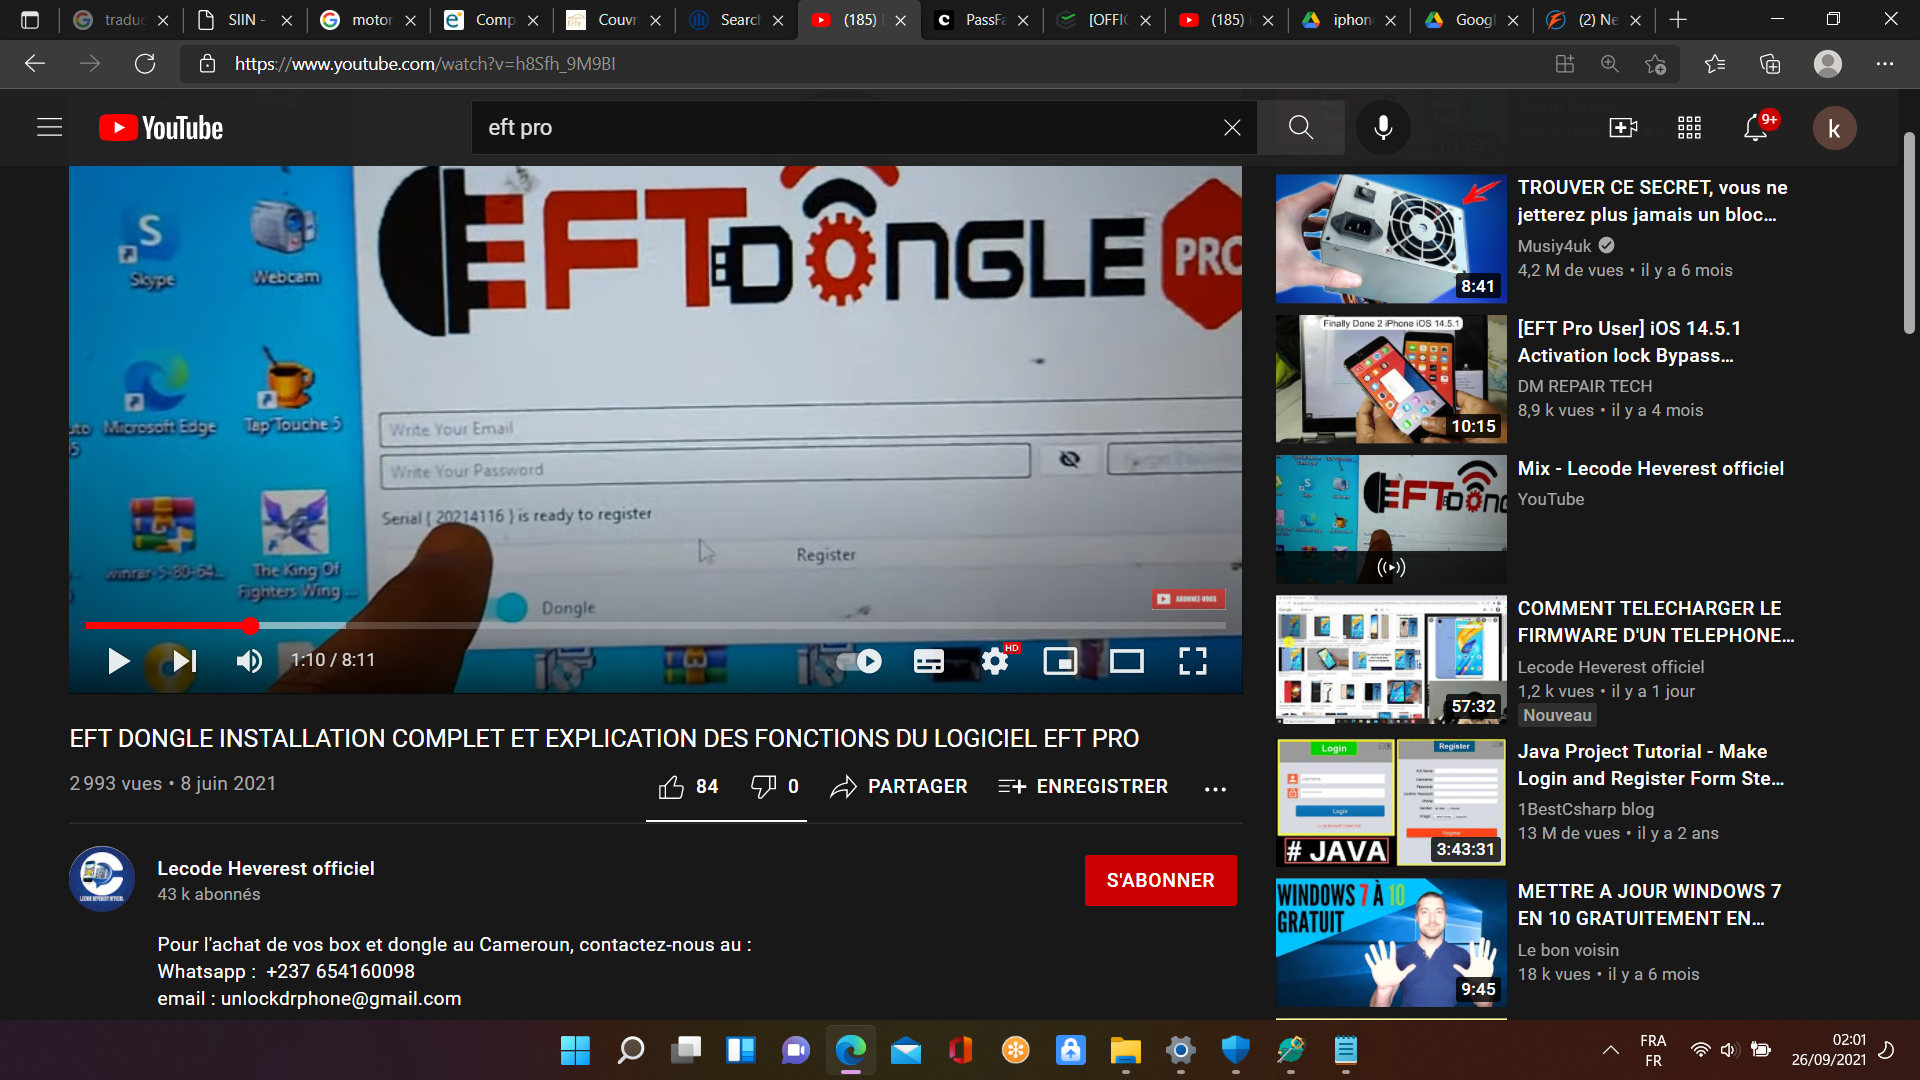 traduc
SIIN -
motor
Comp
Couvr
Search
(185)
PassFa
[OFFIC
(185) i
iphone
Googl
(2) Ne
https://www.youtube.com/watch?v=h8Sfh_9M9BI
YouTube
eft pro
9+
k
Skype
Webcam
Microsoft Edge
Tap'Touche 5
winrar-5-80-64...
The King Of
Fighters Wing ...
EFT DONGLE
PRO
Write Your Email
Write Your Password
Serial ( 20214116 ) is ready to register
Register
Dongle
ABONNEZ-VOUS
1:10 / 8:11
HD
EFT DONGLE INSTALLATION COMPLET ET EXPLICATION DES FONCTIONS DU LOGICIEL EFT PRO
2 993 vues • 8 juin 2021
84
0
PARTAGER
ENREGISTRER
Lecode Heverest officiel
43 k abonnés
S'ABONNER
Pour l'achat de vos box et dongle au Cameroun, contactez-nous au :
Whatsapp : +237 654160098
email : unlockdrphone@gmail.com
8:41
TROUVER CE SECRET, vous ne
jetterez plus jamais un bloc...
Musiy4uk
4,2 M de vues • il y a 6 mois
Finally Done 2 iPhone iOS 14.5.1
10:15
[EFT Pro User] iOS 14.5.1
Activation lock Bypass...
DM REPAIR TECH
8,9 k vues • il y a 4 mois
Mix - Lecode Heverest officiel
YouTube
57:32
COMMENT TELECHARGER LE
FIRMWARE D'UN TELEPHONE...
Lecode Heverest officiel
1,2 k vues • il y a 1 jour
Nouveau
Login
Register
Login
# JAVA
3:43:31
Java Project Tutorial - Make
Login and Register Form Ste...
1BestCsharp blog
13 M de vues • il y a 2 ans
WINDOWS 7 À 10
GRATUIT
9:45
METTRE A JOUR WINDOWS 7
EN 10 GRATUITEMENT EN...
Le bon voisin
18 k vues • il y a 6 mois
FRA
FR
02:01
26/09/2021